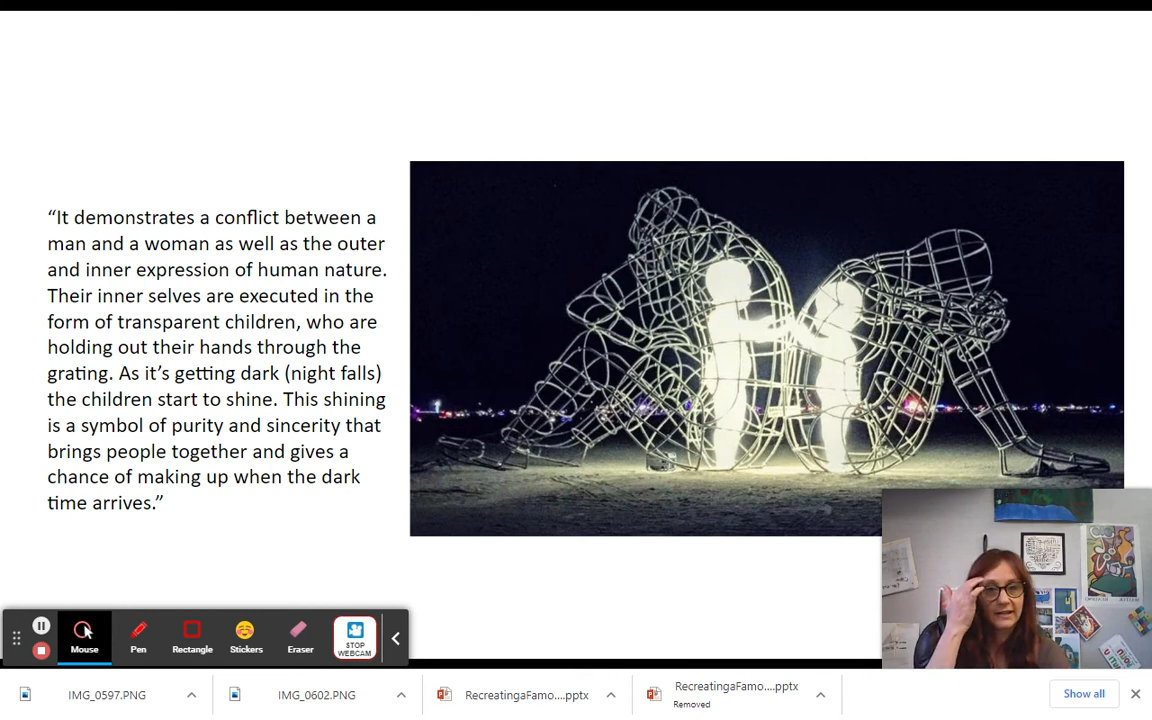 “It demonstrates a conflict between a
man and a woman as well as the outer
and inner expression of human nature.
Their inner selves are executed in the
form of transparent children, who are
holding out their hands through the
grating. As it’s getting dark (night falls)
the children start to shine. This shining
is a symbol of purity and sincerity that
brings people together and gives a
chance of making up when the dark
time arrives.”
Mouse
Pen
Rectangle
Stickers
Eraser
STOP
WEBCAM
IMG_0597.PNG
IMG_0602.PNG
RecreatingaFamo....pptx
RecreatingaFamo....pptx
Removed
Show all